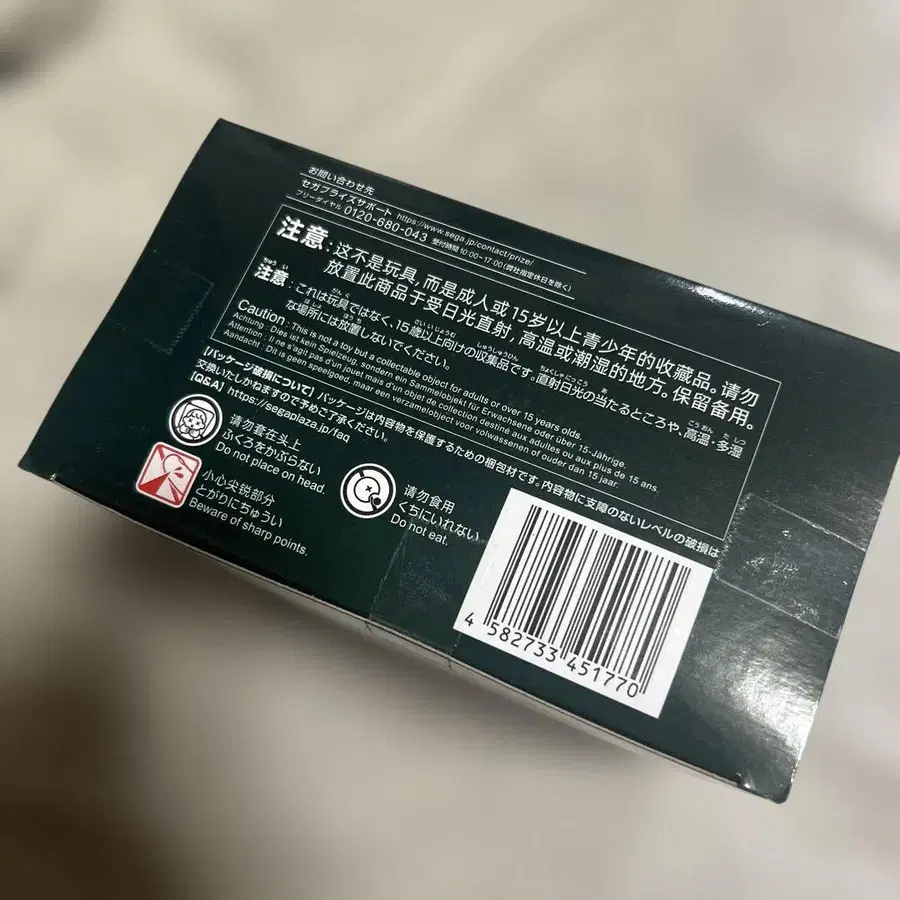 お問い合わせ先
セガプライズサポート https://www.sega.jp/contact/prize/
フリーダイヤル 0120-680-043 受付時間 10:00~17:00 (弊社指定休日を除く)
注意:这不是玩具,而是成人或15岁以上青少年的收藏品。请勿
放置此商品于受日光直射,高温或潮湿的地方。保留备用。
注意:これは玩具ではなく、15歳以上向けの収集品です。直射日光の当たるところや、高温・多湿
な場所には放置しないでください。
Caution : This is not a toy but a collectable object for adults or over 15 years olds.
Achtung : Dies ist kein Spielzeug, sondern ein Sammelobjekt für Erwachsene oder über 15-Jährige.
Attention : Il ne s'agit pas d'un jouet mais d'un objet de collection destiné aux adultes ou aux plus de 15 ans.
Aandacht : Dit is geen speelgoed, maar een verzamelobject voor volwassenen of ouder dan 15 jaar.
【パッケージ破損について】パッケージは内容物を保護するための梱包材です。内容物に支障のないレベルの破損は
交換いたしかねますので予めご了承ください。
【Q&A】 https://segaplaza.jp/faq
请勿套在头上
ふくろをかぶらない
Do not place on head.
小心尖锐部分
とがりにちゅうい
Beware of sharp points.
请勿食用
くちにいれない
Do not eat.
4 582733 451770